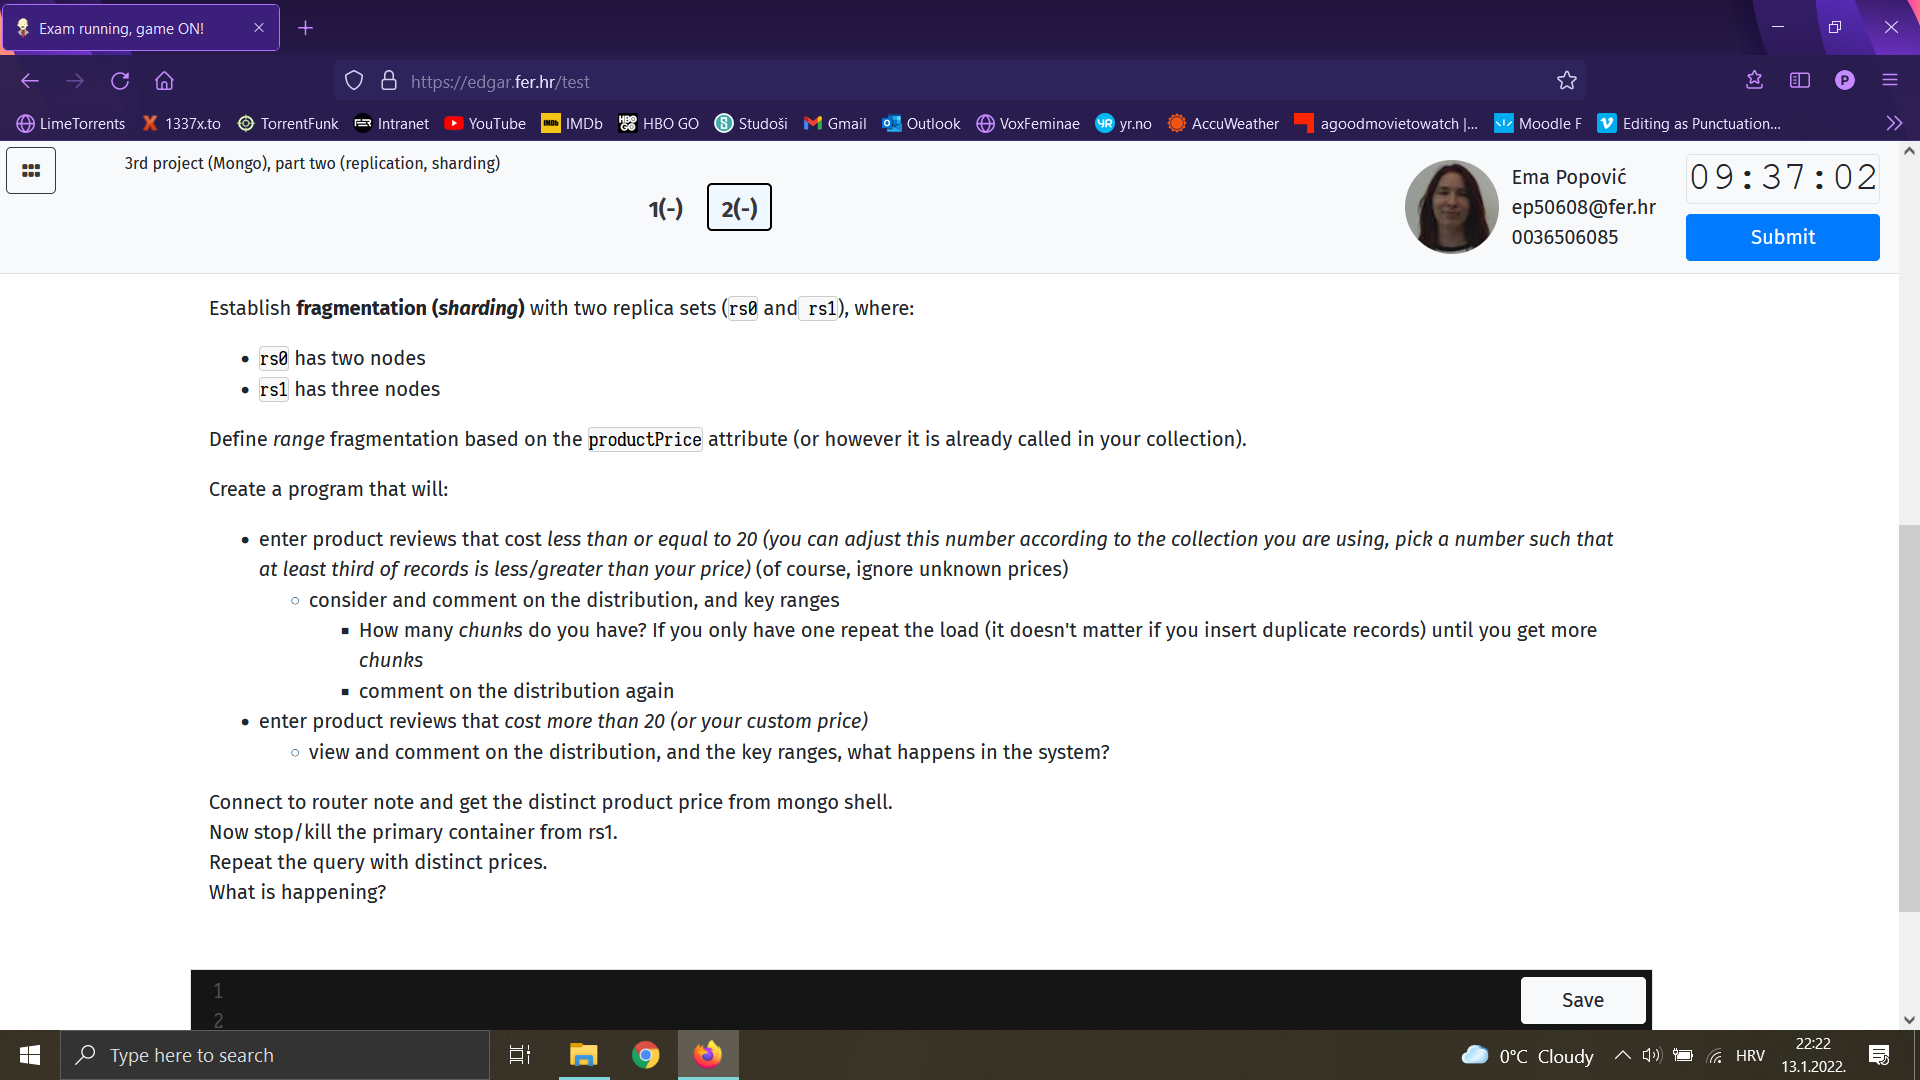 Exam running, game ON!
https://edgar.fer.hr/test
LimeTorrents 1337x.to TorrentFunk FER Intranet YouTube IMDb IMDb HBO GO HBO GO Studoši Gmail Outlook VoxFeminae YR yr.no AccuWeather agoodmovietowatch |... Moodle F Editing as Punctuation...
P
3rd project (Mongo), part two (replication, sharding)
1(-) 2(-)
Ema Popović
ep50608@fer.hr
0036506085
09:37:02
Submit
Establish fragmentation (sharding) with two replica sets (rs0 and rs1), where:
• rs0 has two nodes
• rs1 has three nodes
Define range fragmentation based on the productPrice attribute (or however it is already called in your collection).
Create a program that will:
• enter product reviews that cost less than or equal to 20 (you can adjust this number according to the collection you are using, pick a number such that
at least third of records is less/greater than your price) (of course, ignore unknown prices)
◦ consider and comment on the distribution, and key ranges
▪ How many chunks do you have? If you only have one repeat the load (it doesn't matter if you insert duplicate records) until you get more
chunks
▪ comment on the distribution again
• enter product reviews that cost more than 20 (or your custom price)
◦ view and comment on the distribution, and the key ranges, what happens in the system?
Connect to router note and get the distinct product price from mongo shell.
Now stop/kill the primary container from rs1.
Repeat the query with distinct prices.
What is happening?
1
2
Save
Type here to search
0°C Cloudy
HRV
22:22
13.1.2022.